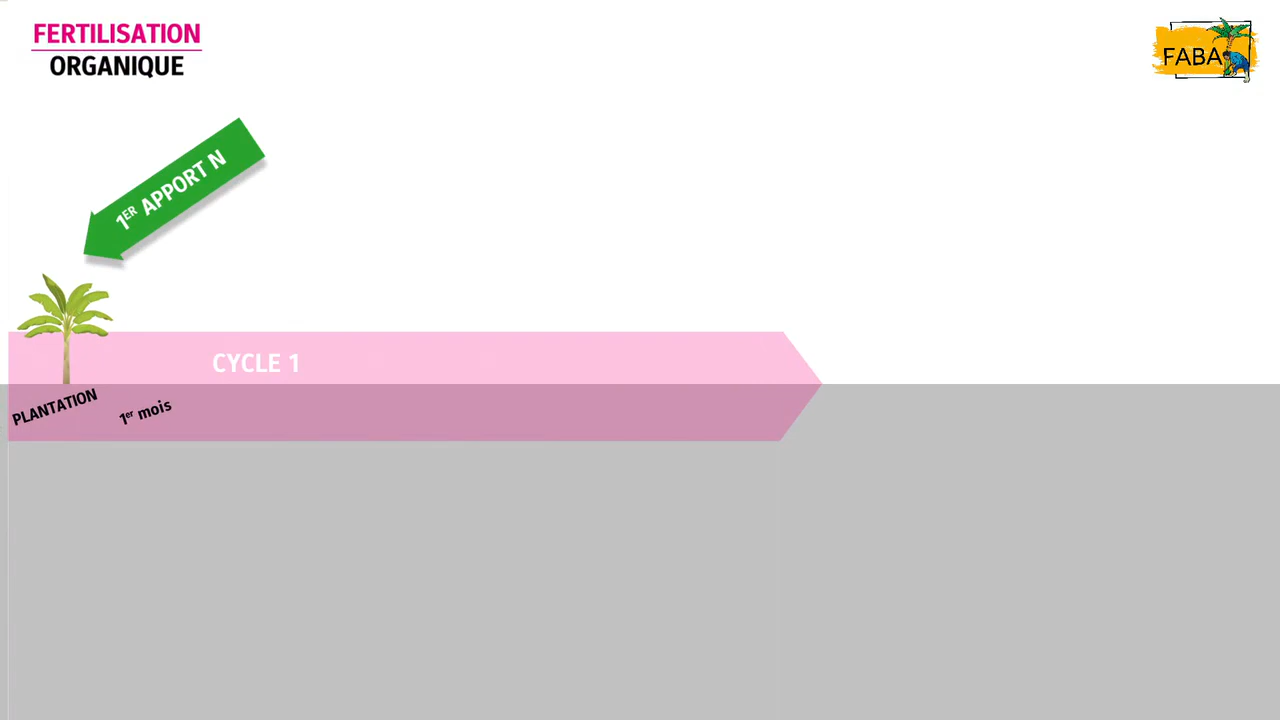 FERTILISATION
ORGANIQUE
FABA
1ER APPORT N
CYCLE 1
PLANTATION
1er mois